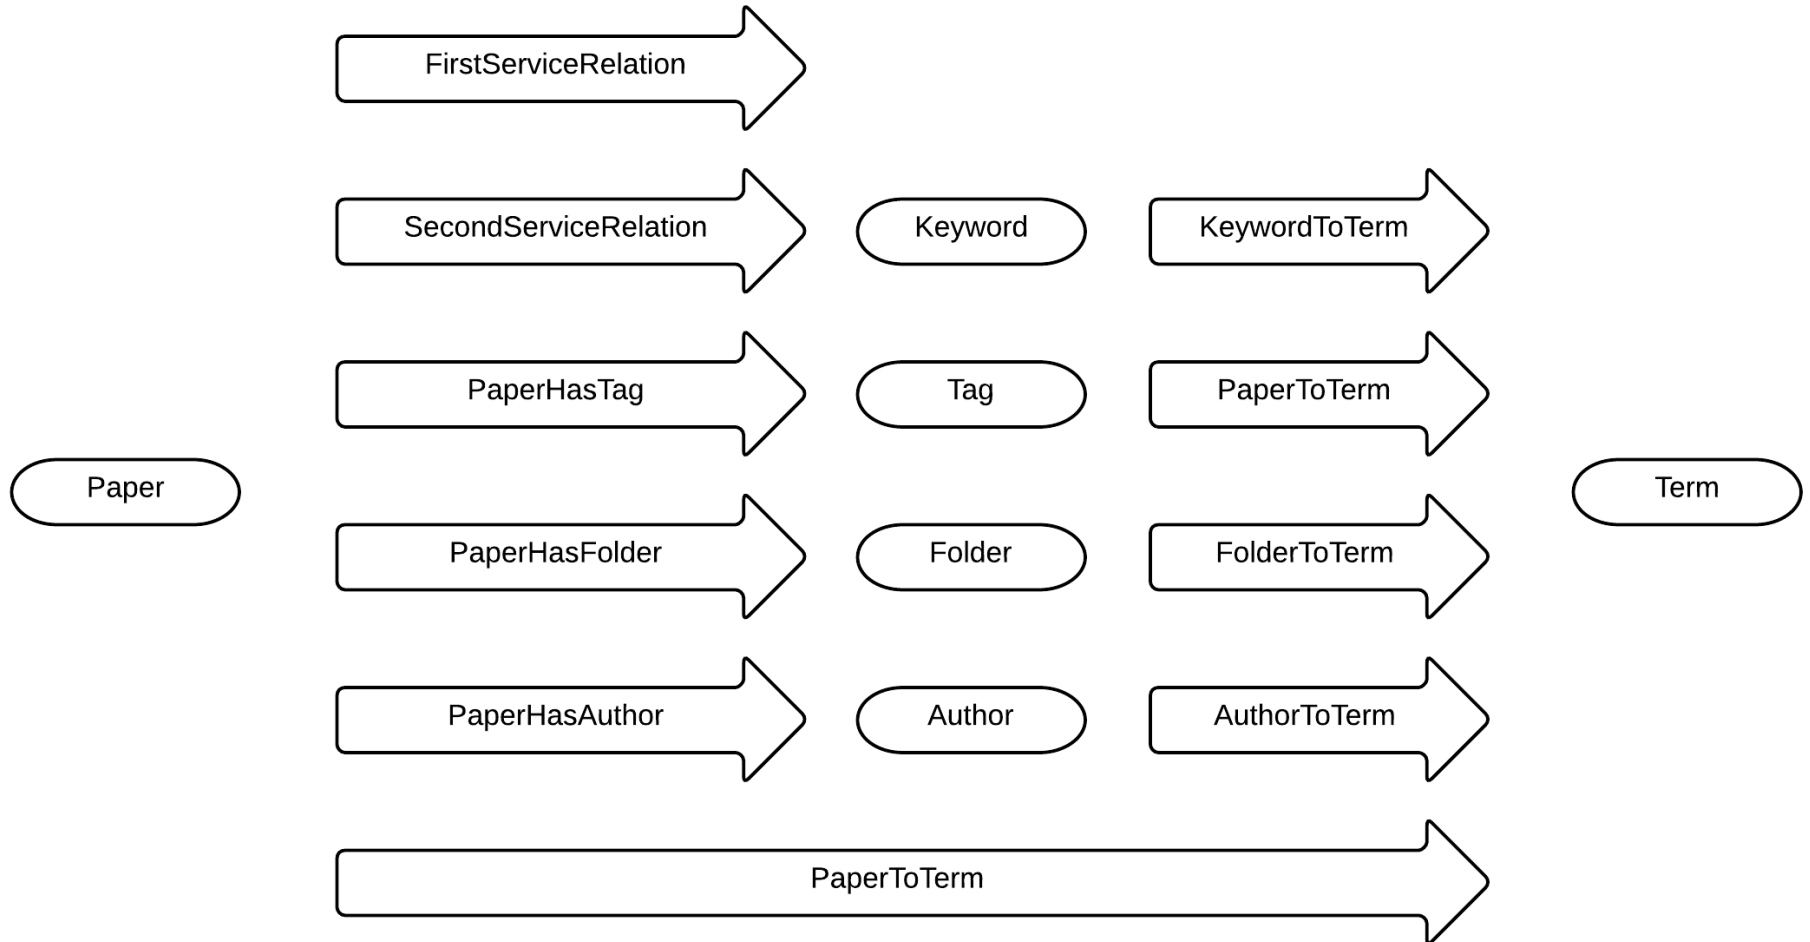 FirstServiceRelation
SecondServiceRelation
Keyword
KeywordToTerm
PaperHasTag
Tag
PaperToTerm
Paper
Term
PaperHasFolder
Folder
FolderToTerm
PaperHasAuthor
Author
AuthorToTerm
PaperToTerm